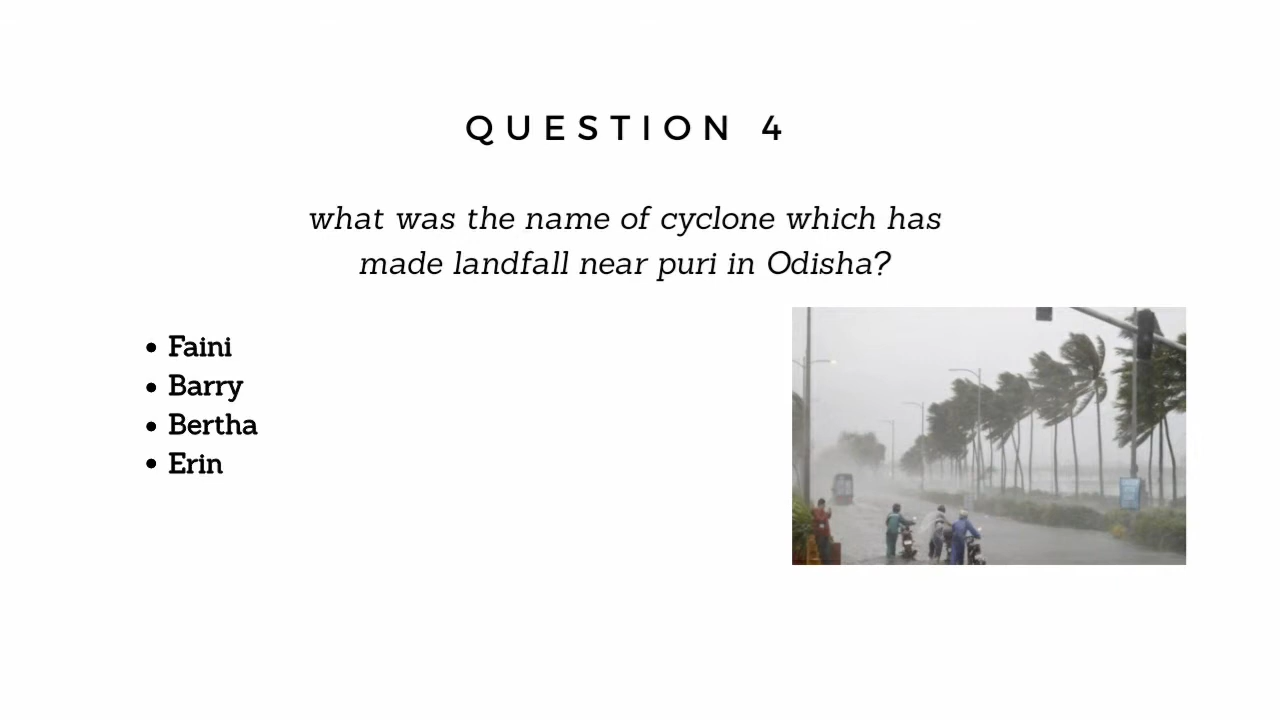 QUESTION 4
what was the name of cyclone which has
made landfall near puri in Odisha?
• Faini
• Barry
• Bertha
• Erin